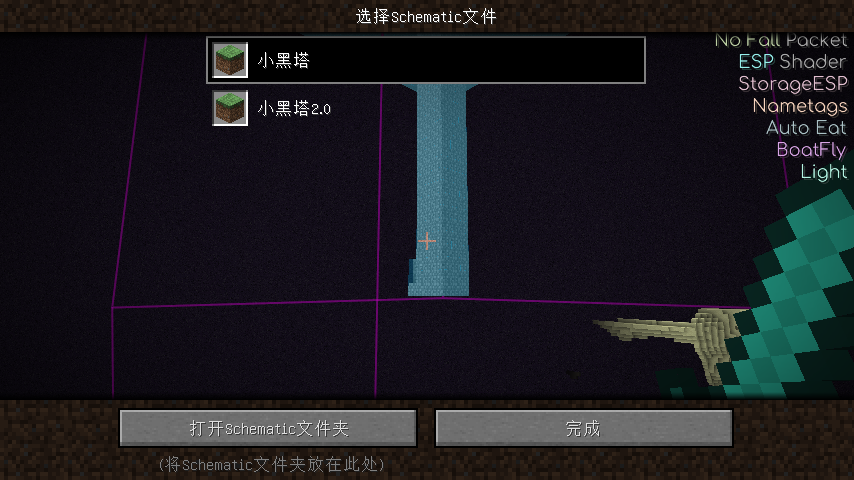 选择Schematic文件
小黑塔
小黑塔2.0
No Fall Packet
ESP Shader
StorageESP
Nametags
Auto Eat
BoatFly
Light
打开Schematic文件夹
完成
(将Schematic文件夹放在此处)